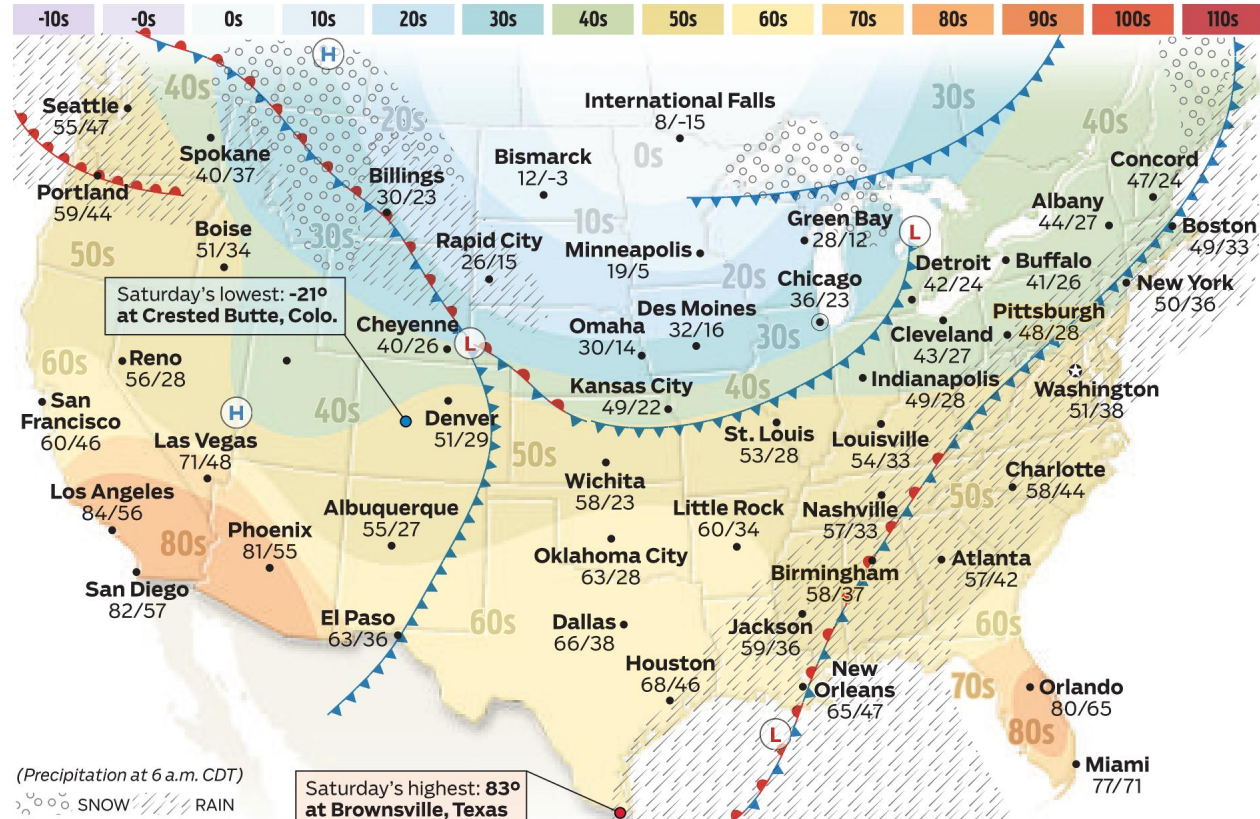 -10s -0s 0s 10s 20s 30s 40s 50s 60s 70s 80s 90s 100s 110s
H
40s
20s
30s
40s
Seattle
55/47
International Falls
8/-15
0s
Spokane
40/37
Bismarck
12/-3
Concord
47/24
Portland
59/44
Billings
30/23
Albany
44/27
10s
Boise
51/34
30s
50s
Rapid City
26/15
Minneapolis
19/5
Green Bay
28/12
L
Boston
49/33
20s
Detroit
42/24
Buffalo
41/26
New York
50/36
Saturday's lowest: -21º
at Crested Butte, Colo.
Chicago
36/23
Des Moines
32/16
Pittsburgh
48/28
Cheyenne
40/26
L
Omaha
30/14
30s
Cleveland
43/27
60s
Reno
56/28
Kansas City
49/22
40s
Indianapolis
49/28
Washington
51/38
San
Francisco
60/46
H
40s
Denver
51/29
Las Vegas
71/48
50s
St. Louis
53/28
Louisville
54/33
Wichita
58/23
Charlotte
58/44
50s
Los Angeles
84/56
80s
Phoenix
81/55
Albuquerque
55/27
Little Rock
60/34
Nashville
57/33
Oklahoma City
63/28
Birmingham
58/37
Atlanta
57/42
San Diego
82/57
El Paso
63/36
60s
Dallas
66/38
Jackson
59/36
60s
Houston
68/46
New
Orleans
65/47
70s
Orlando
80/65
80s
L
Miami
77/71
(Precipitation at 6 a.m. CDT)
SNOW RAIN
Saturday's highest: 83º
at Brownsville, Texas